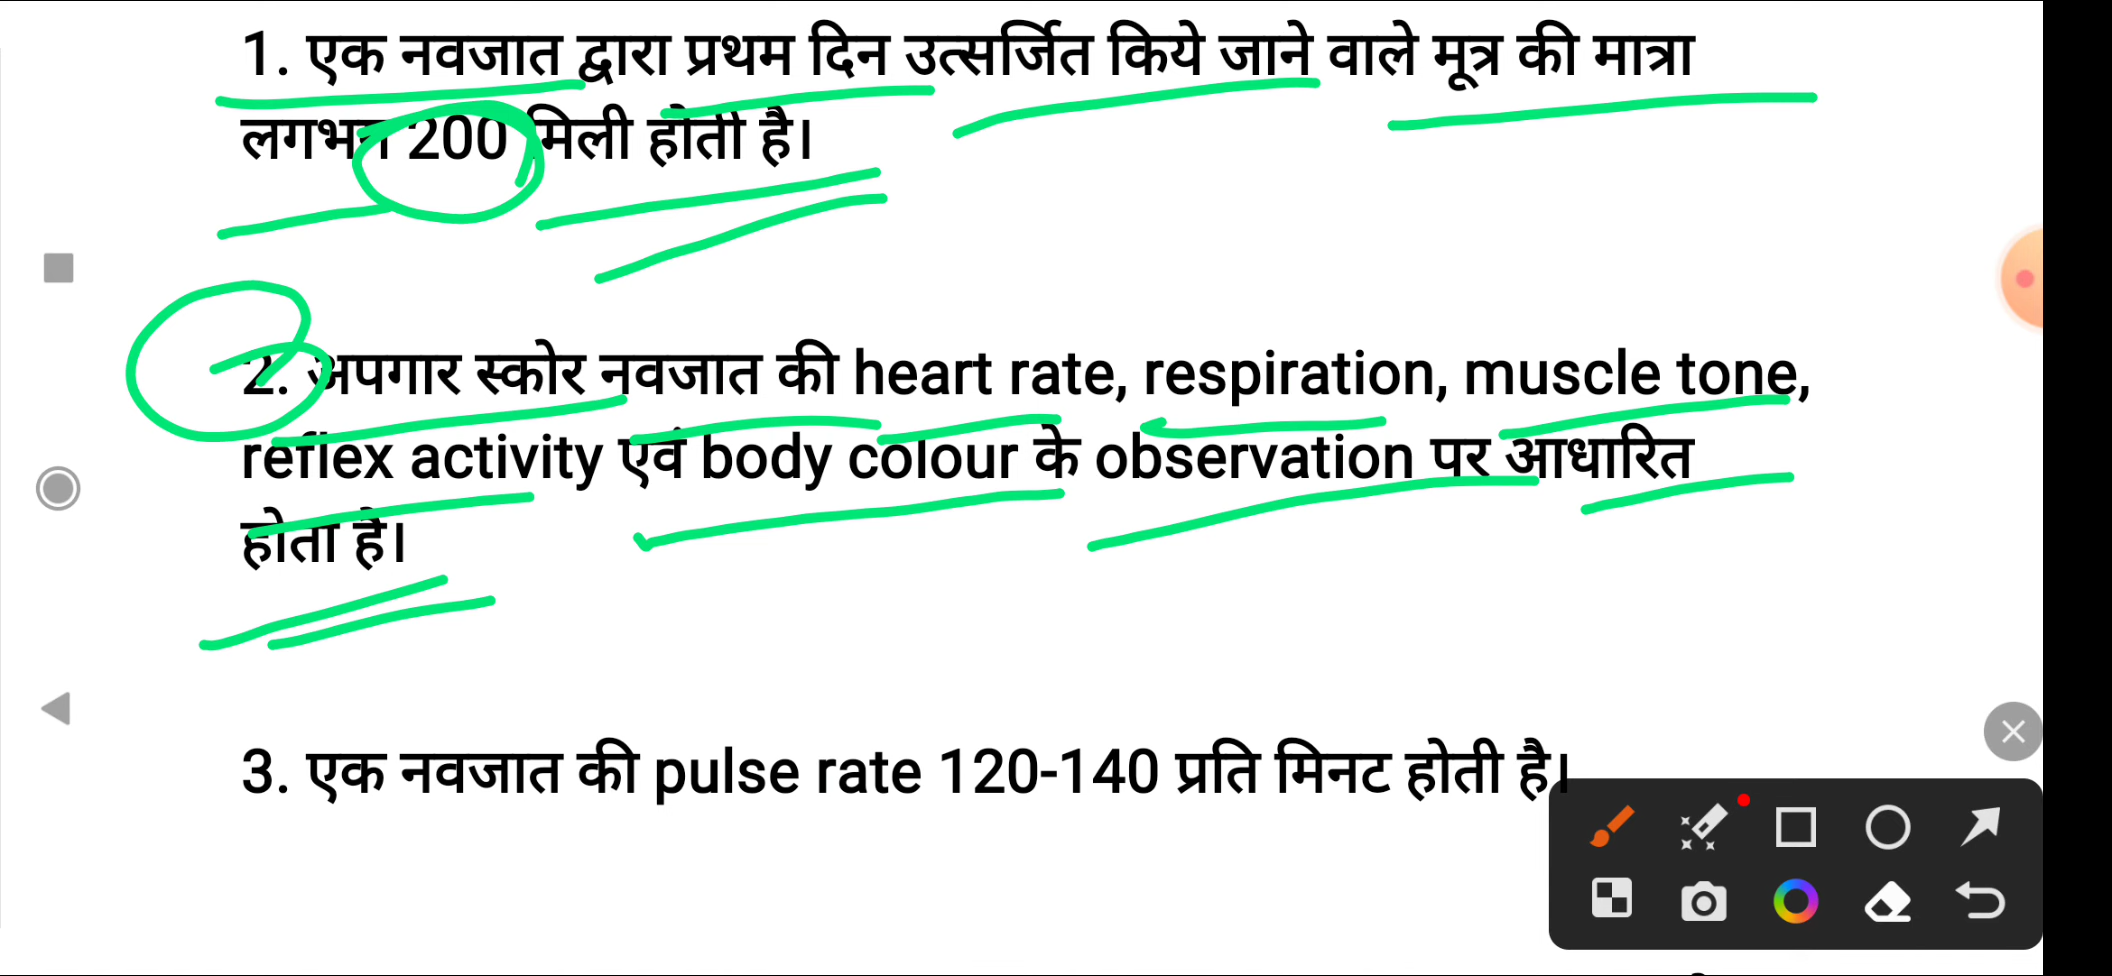 1. एक नवजात द्वारा प्रथम दिन उत्सर्जित किये जाने वाले मूत्र की मात्रा
लगभग 200 मिली होती है।
2. अपगार स्कोर नवजात की heart rate, respiration, muscle tone,
reflex activity एवं body colour के observation पर आधारित
होता है।
3. एक नवजात की pulse rate 120-140 प्रति मिनट होती है।